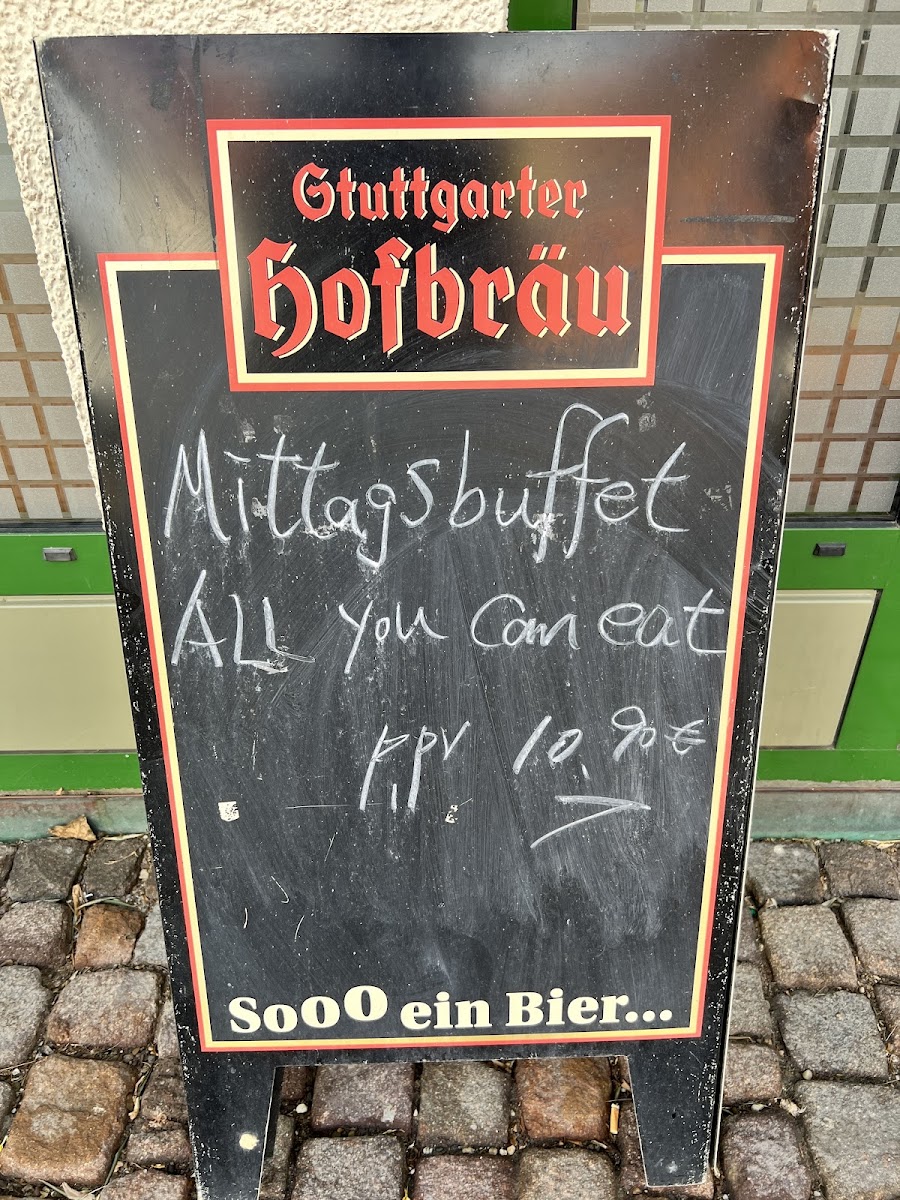 Stuttgarter
Hofbräu
Mittagsbuffet
ALL you can eat
10,90 €
Sooo ein Bier...